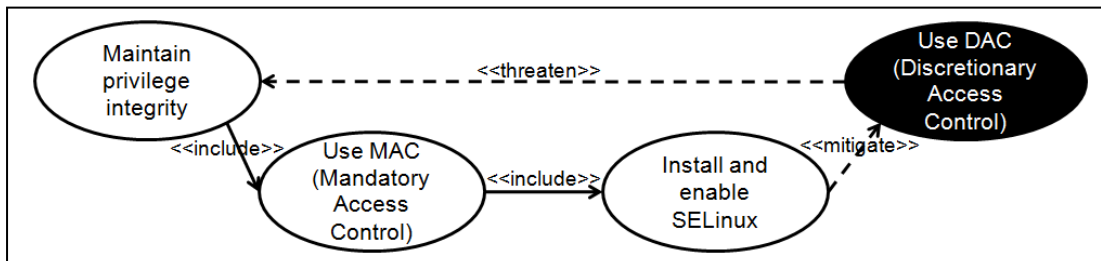 Maintain
privilege
integrity
<<threaten>>
Use DAC
(Discretionary
Access
Control)
<<include>>
Use MAC
(Mandatory
Access
Control)
<<include>>
Install and
enable
SELinux
<<mitigate>>